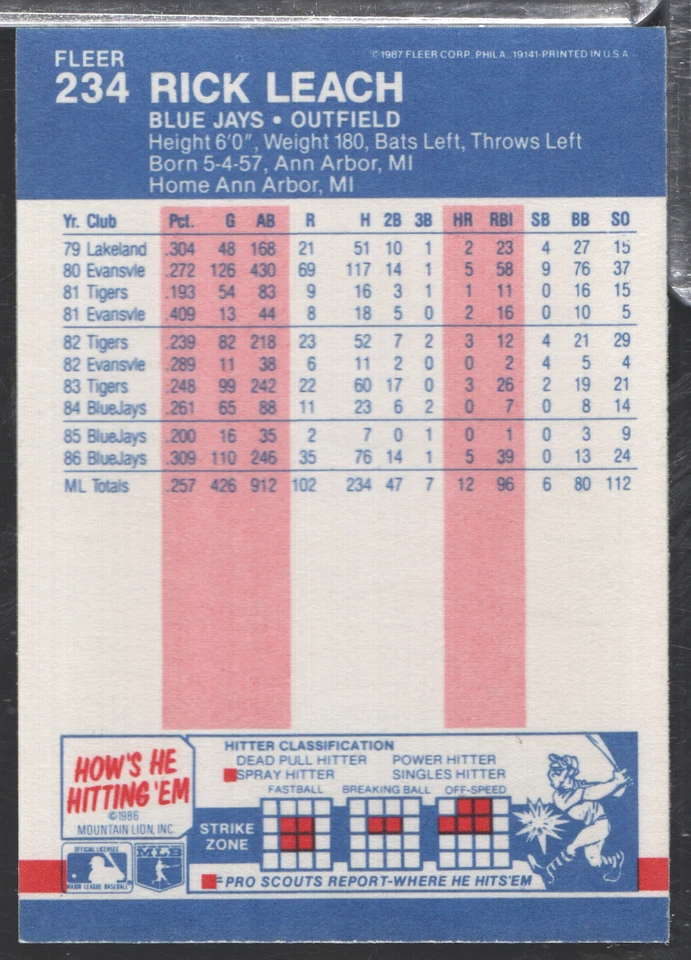 FLEER
©1987 FLEER CORP., PHILA., 19141-PRINTED IN U.S.A.
234 RICK LEACH
BLUE JAYS • OUTFIELD
Height 6'0", Weight 180, Bats Left, Throws Left
Born 5-4-57, Ann Arbor, MI
Home Ann Arbor, MI
Yr. Club Pct. G AB R H 2B 3B HR RBI SB BB SO
79 Lakeland .304 48 168 21 51 10 1 2 23 4 27 15
80 Evansvle .272 126 430 69 117 14 1 5 58 9 76 37
81 Tigers .193 54 83 9 16 3 1 1 11 0 16 15
81 Evansvle .409 13 44 8 18 5 0 2 16 0 10 5
82 Tigers .239 82 218 23 52 7 2 3 12 4 21 29
82 Evansvle .289 11 38 6 11 2 0 0 2 4 5 4
83 Tigers .248 99 242 22 60 17 0 3 26 2 19 21
84 BlueJays .261 65 88 11 23 6 2 0 7 0 8 14
85 BlueJays .200 16 35 2 7 0 1 0 1 0 3 9
86 BlueJays .309 110 246 35 76 14 1 5 39 0 13 24
ML Totals .257 426 912 102 234 47 7 12 96 6 80 112
HOW'S HE
HITTING 'EM
©1986
MOUNTAIN LION, INC
OFFICIAL LICENSEE
MAJOR LEAGUE BASEBALL
MLB
HITTER CLASSIFICATION
DEAD PULL HITTER POWER HITTER
SPRAY HITTER SINGLES HITTER
FASTBALL BREAKING BALL OFF-SPEED
STRIKE
ZONE
=PRO SCOUTS REPORT-WHERE HE HITS'EM